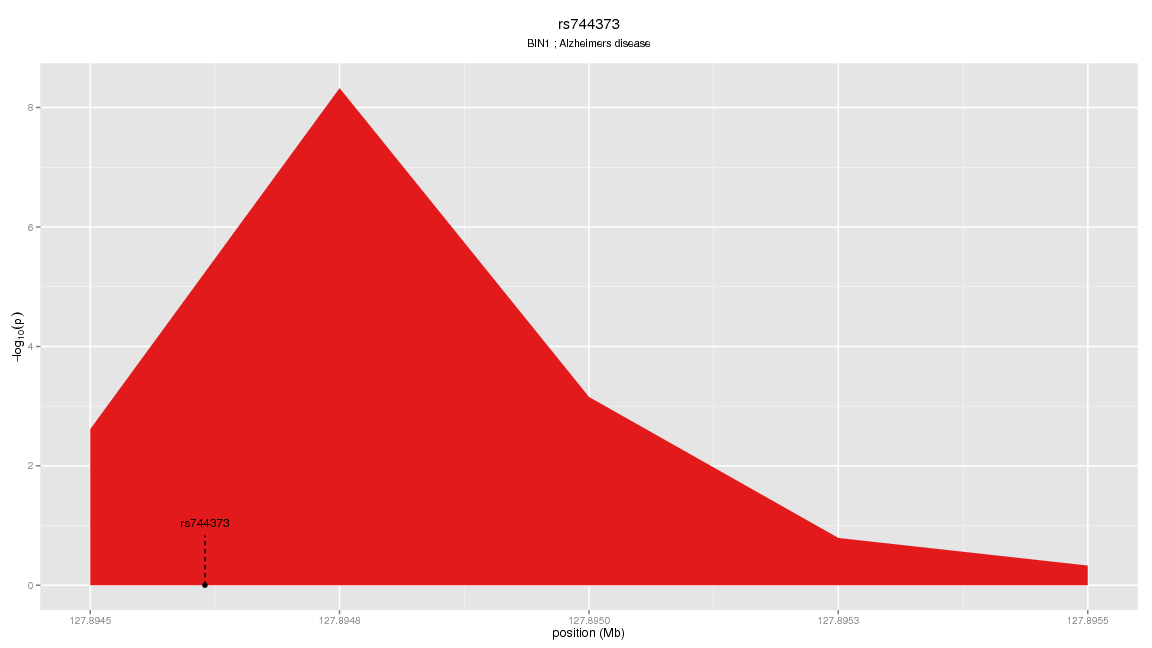 rs744373
BIN1 ; Alzheimers disease
8
6
4
2
0
−log10(p)
rs744373
127.8945 127.8948 127.8950 127.8953 127.8955
position (Mb)